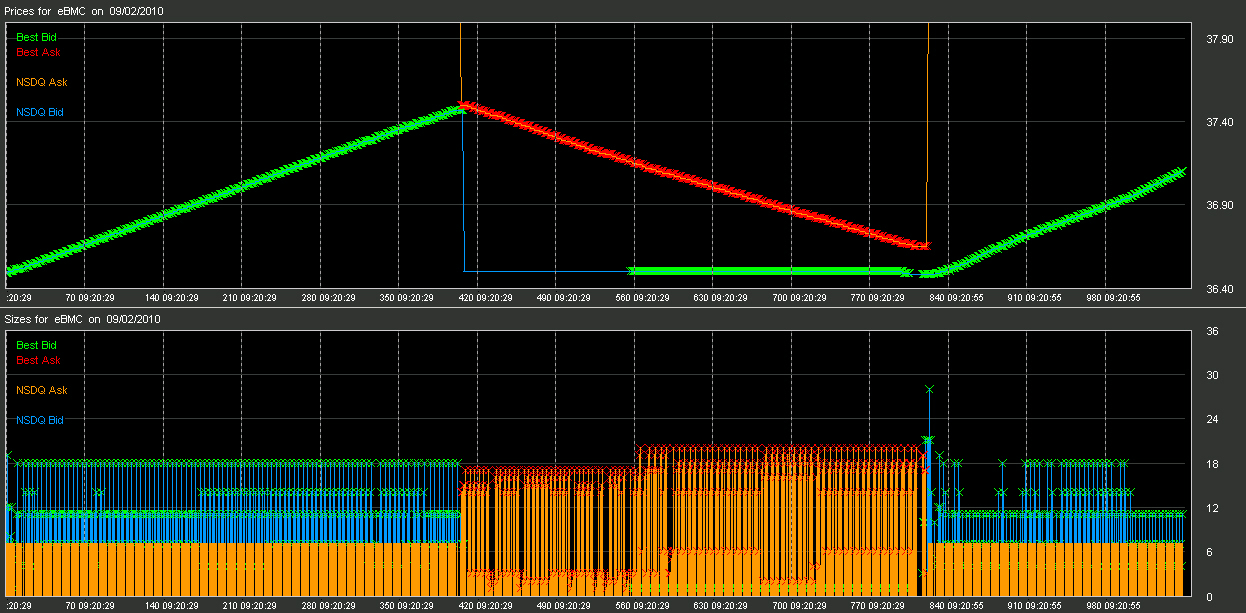 Prices for eBMC on 09/02/2010
Best Bid
Best Ask
NSDQ Ask
NSDQ Bid
37.90
37.40
36.90
36.40
:20:29 70 09:20:29 140 09:20:29 210 09:20:29 280 09:20:29 350 09:20:29 420 09:20:29 490 09:20:29 560 09:20:29 630 09:20:29 700 09:20:29 770 09:20:29 840 09:20:55 910 09:20:55 980 09:20:55
Sizes for eBMC on 09/02/2010
Best Bid
Best Ask
NSDQ Ask
NSDQ Bid
36
30
24
18
12
6
0
:20:29 70 09:20:29 140 09:20:29 210 09:20:29 280 09:20:29 350 09:20:29 420 09:20:29 490 09:20:29 560 09:20:29 630 09:20:29 700 09:20:29 770 09:20:29 840 09:20:55 910 09:20:55 980 09:20:55